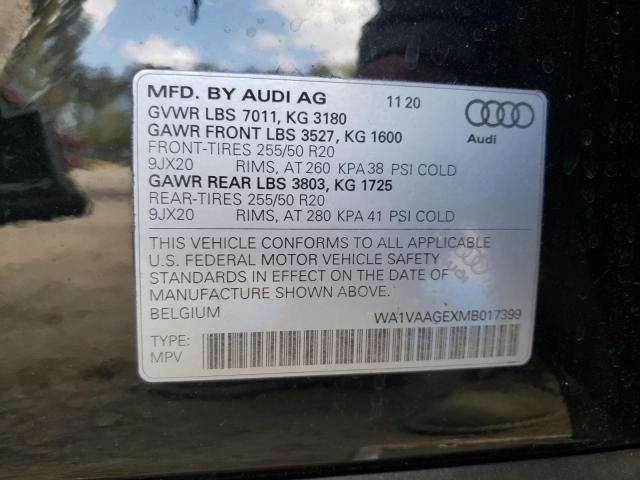 MFD. BY AUDI AG 11 20
GVWR LBS 7011, KG 3180
GAWR FRONT LBS 3527, KG 1600
FRONT-TIRES 255/50 R20
9JX20 RIMS, AT 260 KPA 38 PSI COLD
GAWR REAR LBS 3803, KG 1725
REAR-TIRES 255/50 R20
9JX20 RIMS, AT 280 KPA 41 PSI COLD
Audi
THIS VEHICLE CONFORMS TO ALL APPLICABLE
U.S. FEDERAL MOTOR VEHICLE SAFETY
STANDARDS IN EFFECT ON THE DATE OF
MANUFACTURE SHOWN ABOVE.
BELGIUM WA1VAAGEXMB017399
TYPE:
MPV